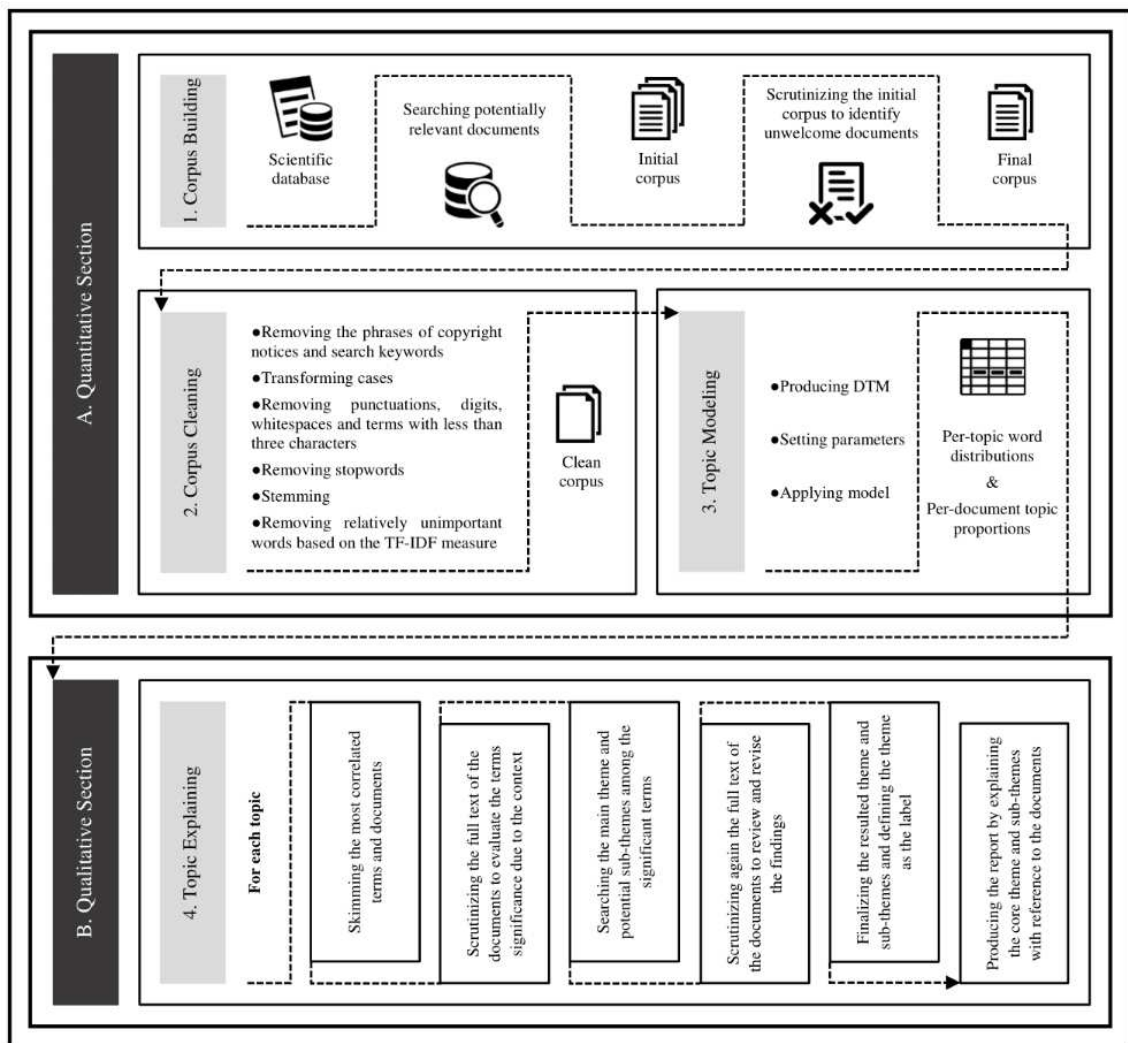 A. Quantitative Section
1. Corpus Building
Scientific
database
Searching potentially
relevant documents
Initial
corpus
Scrutinizing the initial
corpus to identify
unwelcome documents
Final
corpus
2. Corpus Cleaning
●Removing the phrases of copyright
notices and search keywords
●Transforming cases
●Removing punctuations, digits,
whitespaces and terms with less than
three characters
●Removing stopwords
●Stemming
●Removing relatively unimportant
words based on the TF-IDF measure
Clean
corpus
3. Topic Modeling
●Producing DTM
●Setting parameters
●Applying model
Per-topic word
distributions
&
Per-document topic
proportions
B. Qualitative Section
4. Topic Explaining
For each topic
Skimming the most correlated
terms and documents
Scrutinizing the full text of the
documents to evaluate the terms
significance due to the context
Searching the main theme and
potential sub-themes among the
significant terms
Scrutinizing again the full text of
the documents to review and revise
the findings
Finalizing the resulted theme and
sub-themes and defining the theme
as the label
Producing the report by explaining
the core theme and sub-themes
with reference to the documents